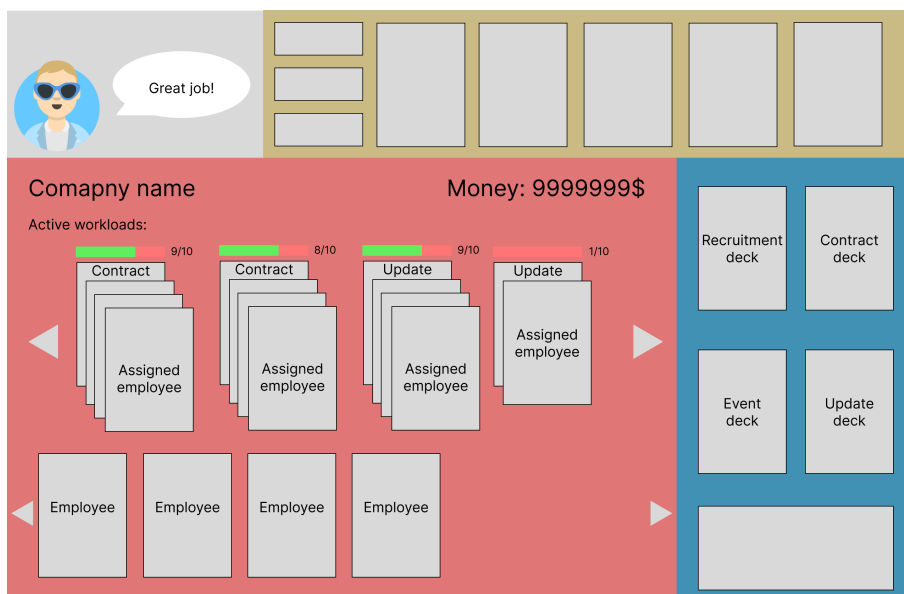 Great job!
Comapny name
Money: 9999999$
Active workloads:
9/10
8/10
9/10
1/10
Contract
Contract
Update
Update
Assigned
employee
Assigned
employee
Assigned
employee
Assigned
employee
Employee
Employee
Employee
Employee
Recruitment
deck
Contract
deck
Event
deck
Update
deck